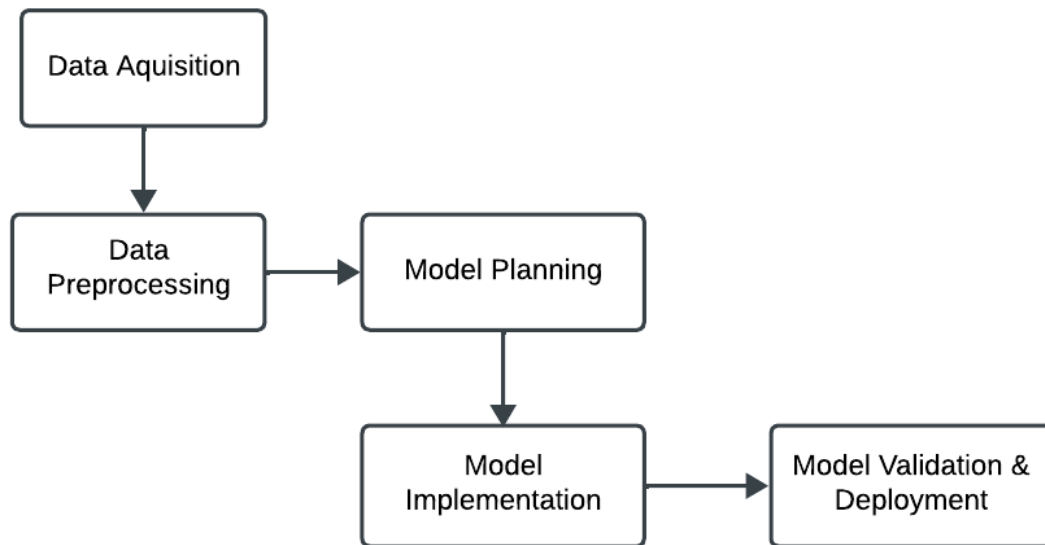 Data Aquisition
Data
Preprocessing
Model Planning
Model
Implementation
Model Validation &
Deployment